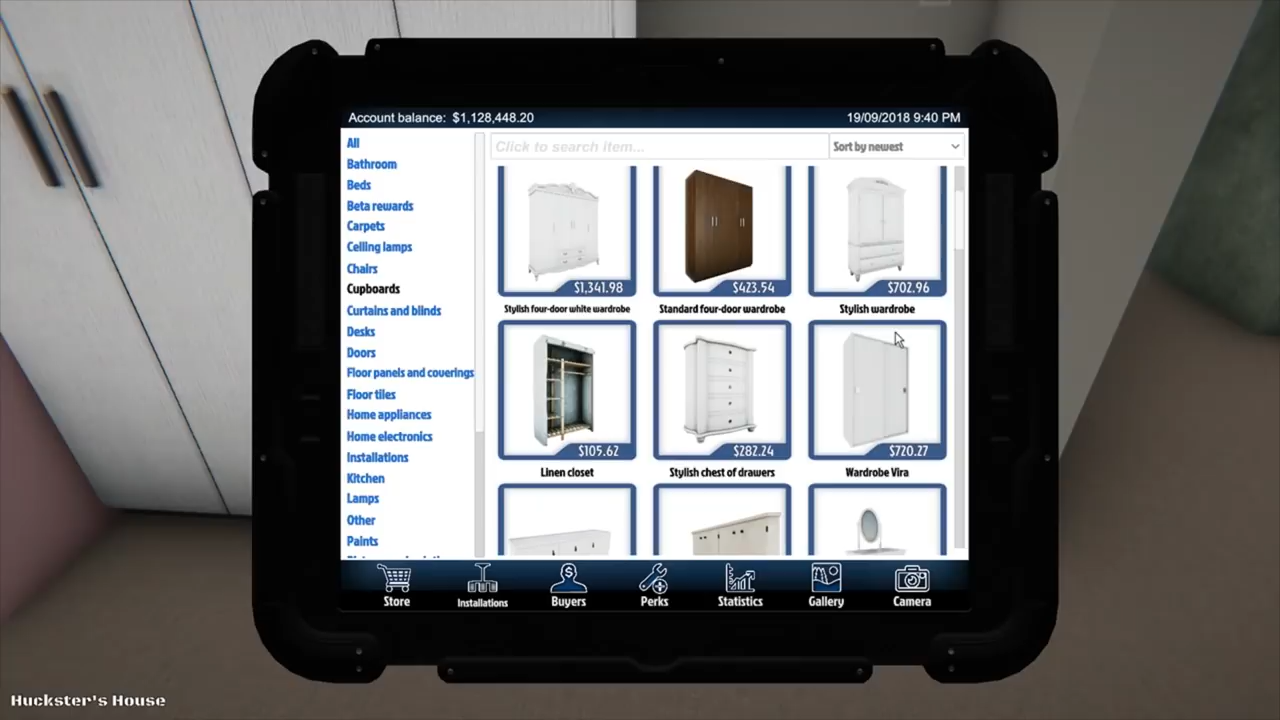 Account balance: $1,128,448.20
19/09/2018 9:40 PM
All
Bathroom
Beds
Beta rewards
Carpets
Ceiling lamps
Chairs
Cupboards
Curtains and blinds
Desks
Doors
Floor panels and coverings
Floor tiles
Home appliances
Home electronics
Installations
Kitchen
Lamps
Other
Paints
Click to search item...
Sort by newest
$1,341.98
$423.54
$702.96
Stylish four-door white wardrobe
Standard four-door wardrobe
Stylish wardrobe
$105.62
$282.24
$720.27
Linen closet
Stylish chest of drawers
Wardrobe Vira
Store
Installations
Buyers
Perks
Statistics
Gallery
Camera
Huckster's House